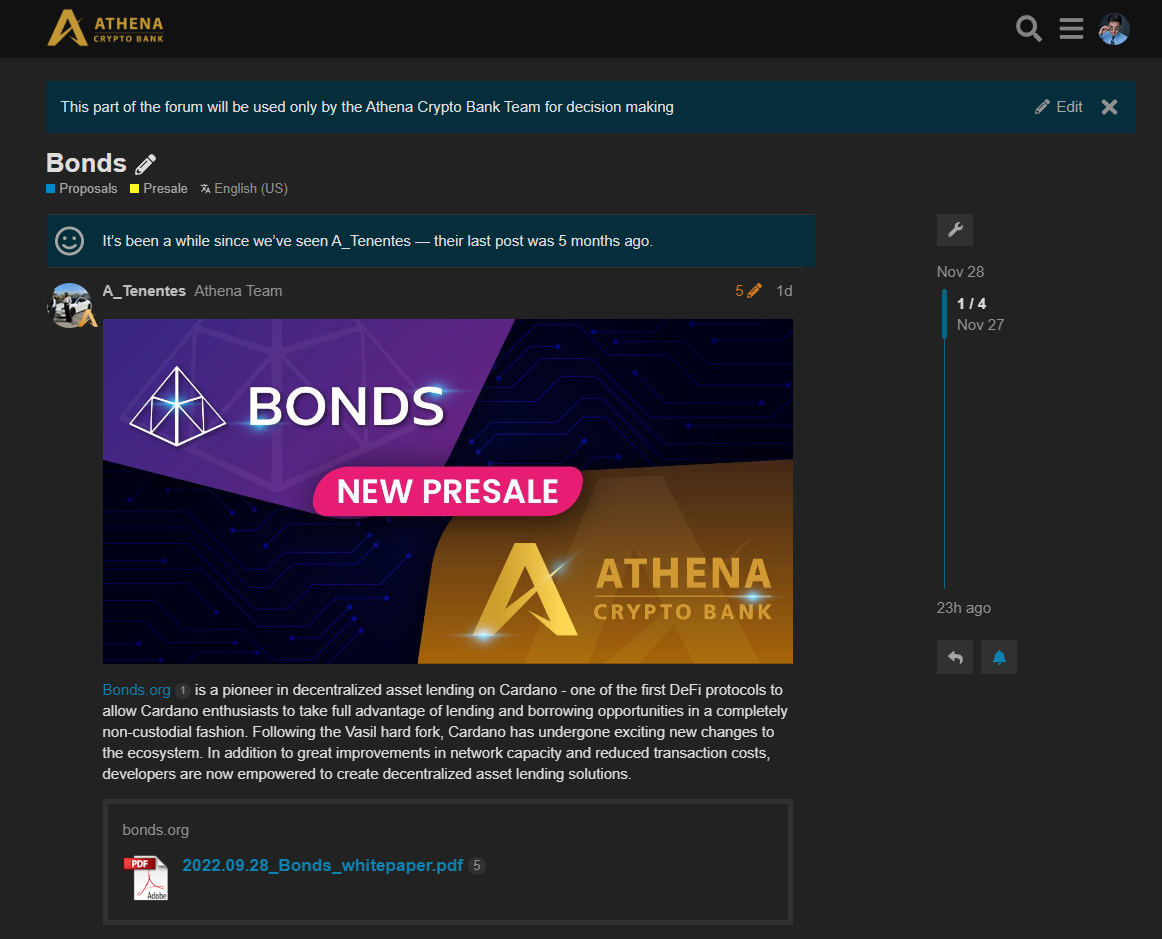 ATHENA
CRYPTO BANK
This part of the forum will be used only by the Athena Crypto Bank Team for decision making
Edit
Bonds
Proposals Presale English (US)
It's been a while since we've seen A_Tenentes — their last post was 5 months ago.
A_Tenentes Athena Team 5 1d
BONDS
NEW PRESALE
ATHENA
CRYPTO BANK
Nov 28
1 / 4
Nov 27
23h ago
Bonds.org 1 is a pioneer in decentralized asset lending on Cardano - one of the first DeFi protocols to
allow Cardano enthusiasts to take full advantage of lending and borrowing opportunities in a completely
non-custodial fashion. Following the Vasil hard fork, Cardano has undergone exciting new changes to
the ecosystem. In addition to great improvements in network capacity and reduced transaction costs,
developers are now empowered to create decentralized asset lending solutions.
bonds.org
PDF
Adobe
2022.09.28_Bonds_whitepaper.pdf 5